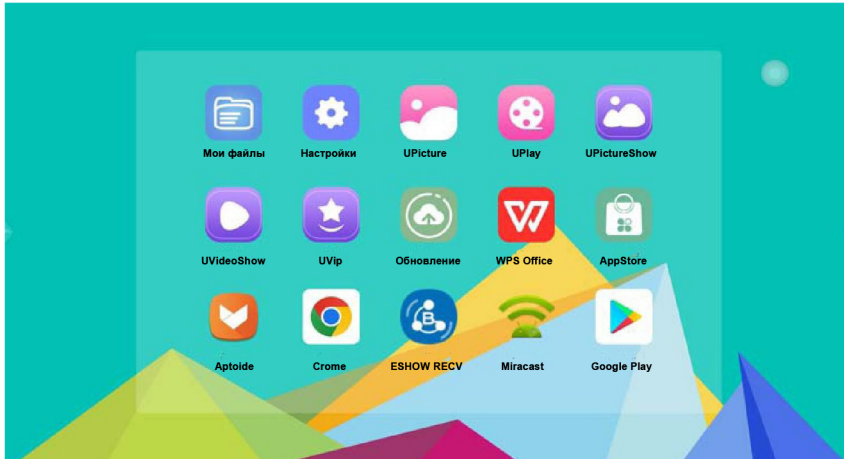 Мои файлы
Настройки
UPicture
UPlay
UPictureShow
UVideoShow
UVip
Обновление
WPS Office
AppStore
Aptoide
Crome
B
ESHOW RECV
Miracast
Google Play